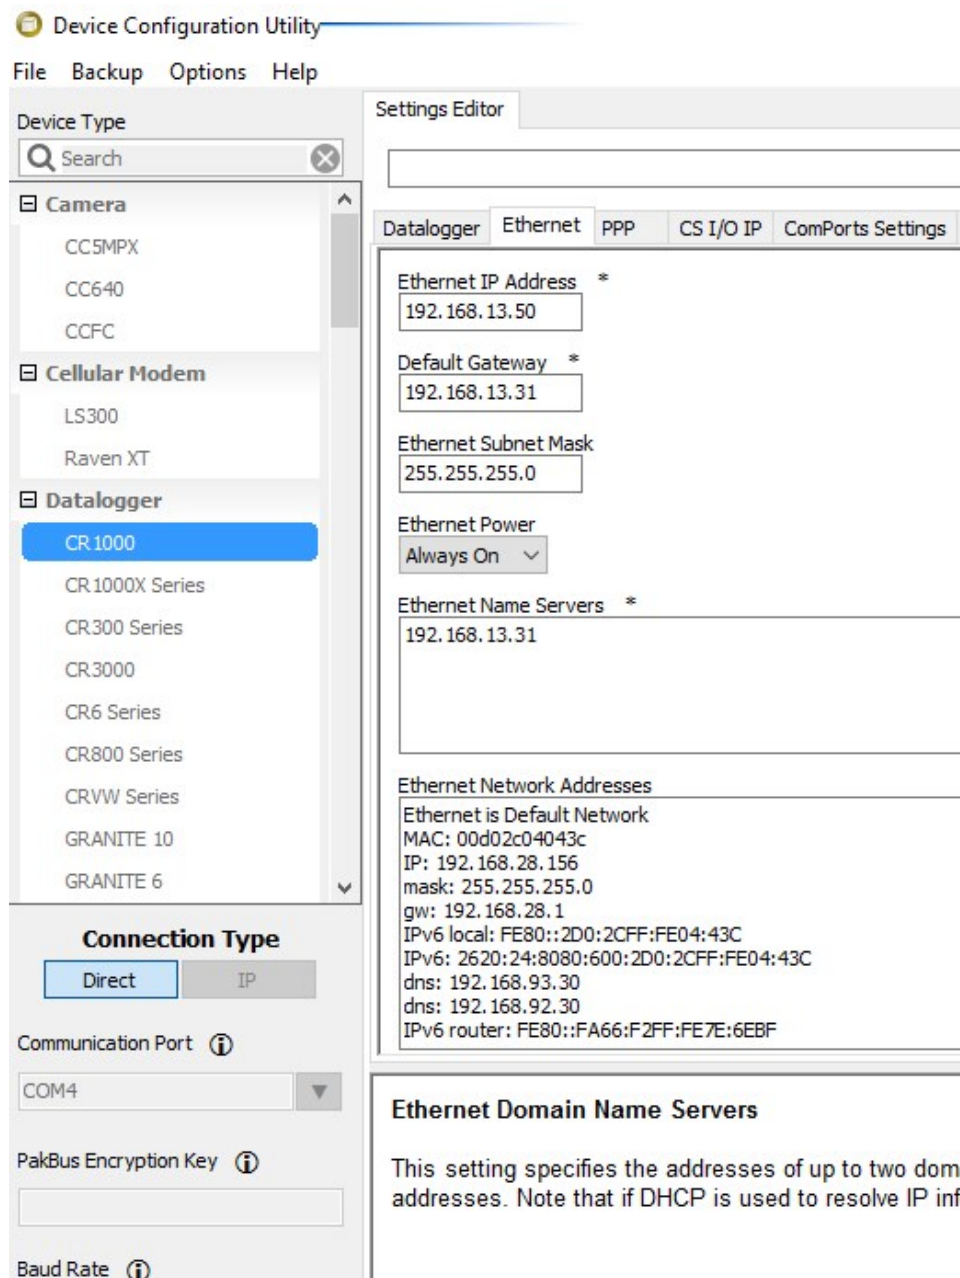 Device Configuration Utility
File Backup Options Help
Device Type
Search
Camera
CC5MPX
CC640
CCFC
Cellular Modem
LS300
Raven XT
Datalogger
CR1000
CR1000X Series
CR300 Series
CR3000
CR6 Series
CR800 Series
CRVW Series
GRANITE 10
GRANITE 6
Connection Type
Direct IP
Communication Port
COM4
PakBus Encryption Key
Baud Rate
Settings Editor
Datalogger Ethernet PPP CS I/O IP ComPorts Settings
Ethernet IP Address *
192.168.13.50
Default Gateway *
192.168.13.31
Ethernet Subnet Mask
255.255.255.0
Ethernet Power
Always On
Ethernet Name Servers *
192.168.13.31
Ethernet Network Addresses
Ethernet is Default Network
MAC: 00d02c04043c
IP: 192.168.28.156
mask: 255.255.255.0
gw: 192.168.28.1
IPv6 local: FE80::2D0:2CFF:FE04:43C
IPv6: 2620:24:8080:600:2D0:2CFF:FE04:43C
dns: 192.168.93.30
dns: 192.168.92.30
IPv6 router: FE80::FA66:F2FF:FE7E:6EBF
Ethernet Domain Name Servers
This setting specifies the addresses of up to two dom
addresses. Note that if DHCP is used to resolve IP inf